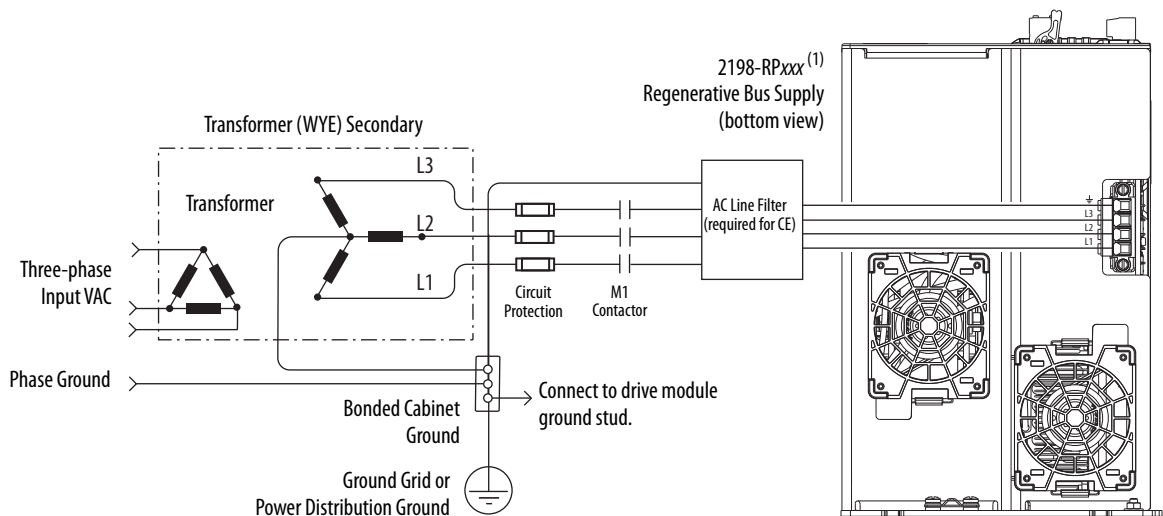 2198-RPxxx (1)
Regenerative Bus Supply
(bottom view)
Transformer (WYE) Secondary
Transformer
L3
L2
L1
Three-phase
Input VAC
Circuit
Protection
M1
Contactor
AC Line Filter
(required for CE)
L3
L2
L1
Phase Ground
Bonded Cabinet
Ground
Connect to drive module
ground stud.
Ground Grid or
Power Distribution Ground